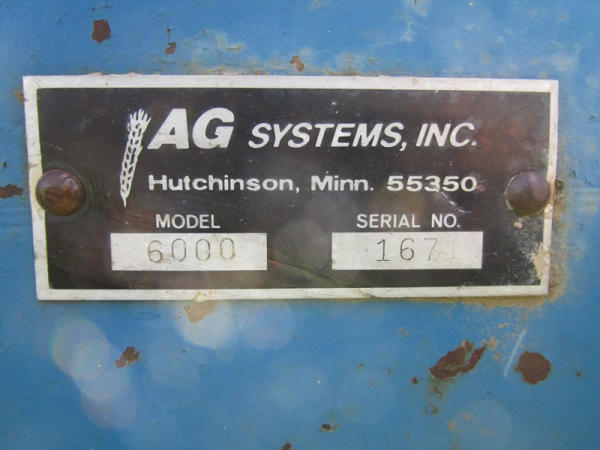 AG SYSTEMS, INC.
Hutchinson, Minn. 55350
MODEL SERIAL NO.
6000 1671